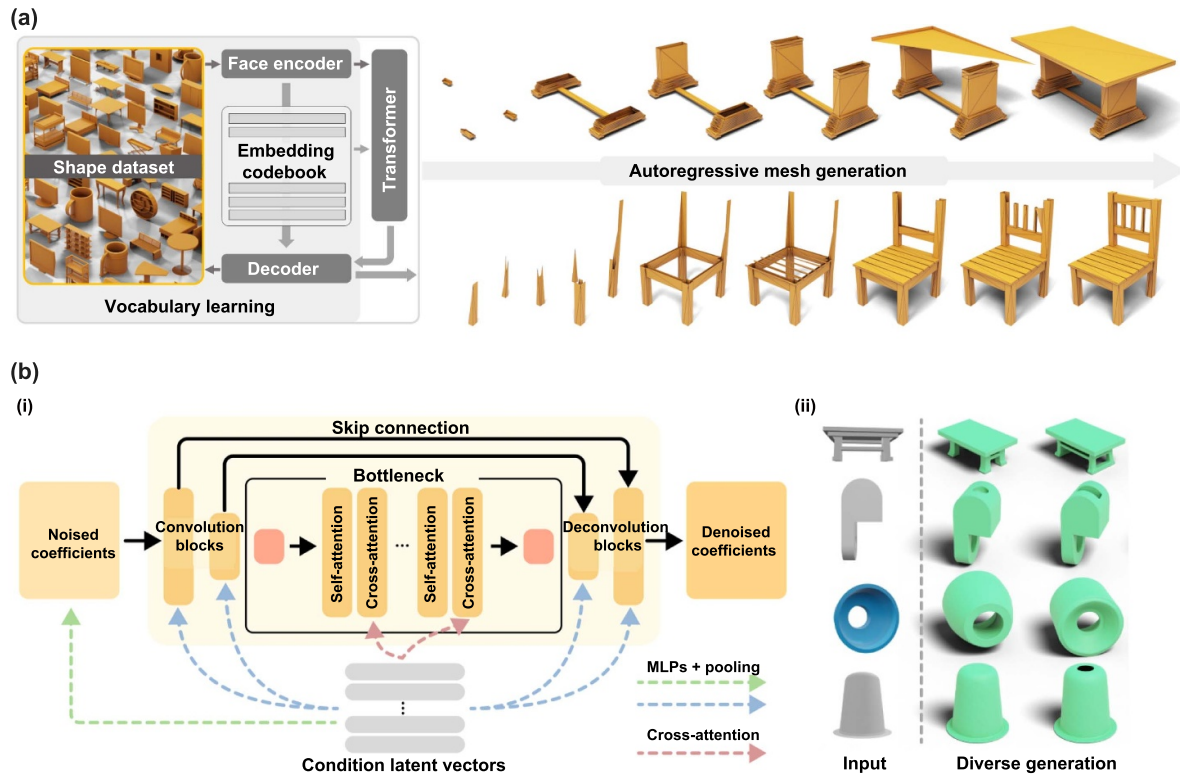 (a)
Face encoder
Embedding
codebook
Transformer
Shape dataset
Decoder
Vocabulary learning
Autoregressive mesh generation
(b)
(i)
Skip connection
Bottleneck
Noised
coefficients
Convolution
blocks
Self-attention
Cross-attention
...
Self-attention
Cross-attention
Deconvolution
blocks
Denoised
coefficients
MLPs + pooling
Cross-attention
Condition latent vectors
(ii)
Input
Diverse generation